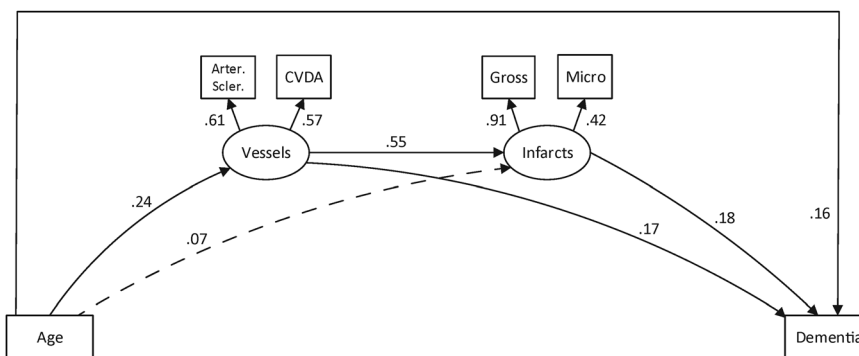 Arter.
Scler.
CVDA
Gross
Micro
.61
.57
.91
.42
Vessels
.55
Infarcts
.24
.07
.17
.18
.16
Age
Dementia